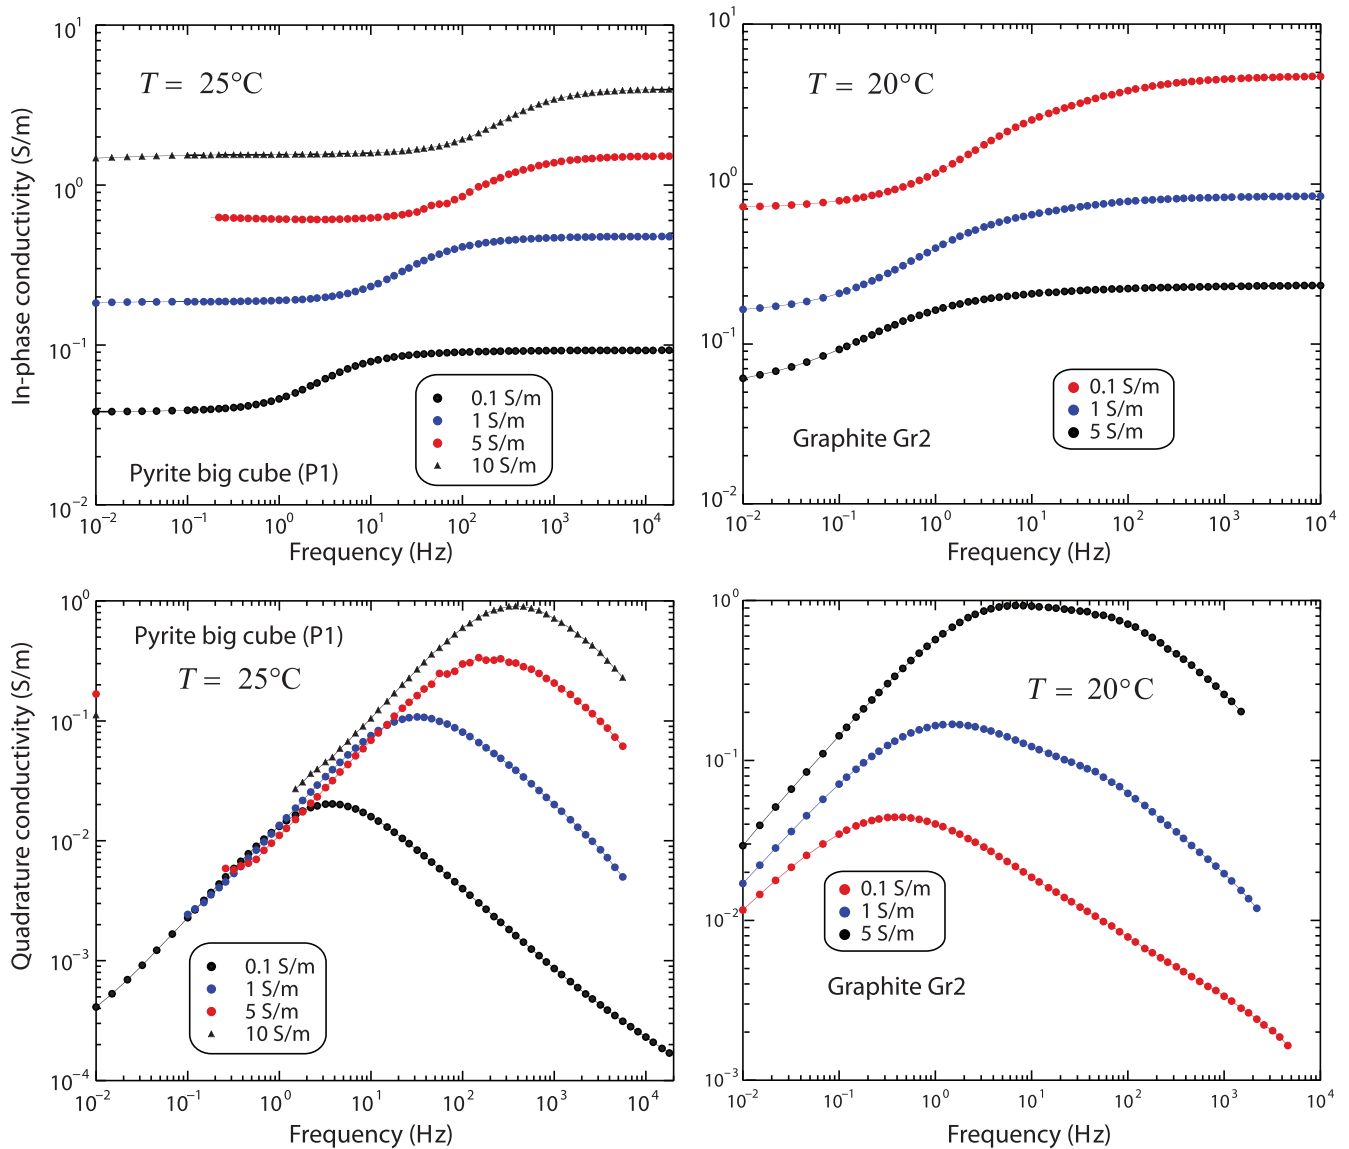 In-phase conductivity (S/m)
10¹
10⁰
10⁻¹
10⁻²
T = 25°C
0.1 S/m
1 S/m
5 S/m
10 S/m
Pyrite big cube (P1)
10⁻² 10⁻¹ 10⁰ 10¹ 10² 10³ 10⁴
Frequency (Hz)
10¹
10⁰
10⁻¹
10⁻²
T = 20°C
0.1 S/m
1 S/m
5 S/m
Graphite Gr2
10⁻² 10⁻¹ 10⁰ 10¹ 10² 10³ 10⁴
Frequency (Hz)
Quadrature conductivity (S/m)
10⁰
10⁻¹
10⁻²
10⁻³
10⁻⁴
Pyrite big cube (P1)
T = 25°C
0.1 S/m
1 S/m
5 S/m
10 S/m
10⁻² 10⁻¹ 10⁰ 10¹ 10² 10³ 10⁴
Frequency (Hz)
10⁰
10⁻¹
10⁻²
10⁻³
T = 20°C
0.1 S/m
1 S/m
5 S/m
Graphite Gr2
10⁻² 10⁻¹ 10⁰ 10¹ 10² 10³ 10⁴
Frequency (Hz)